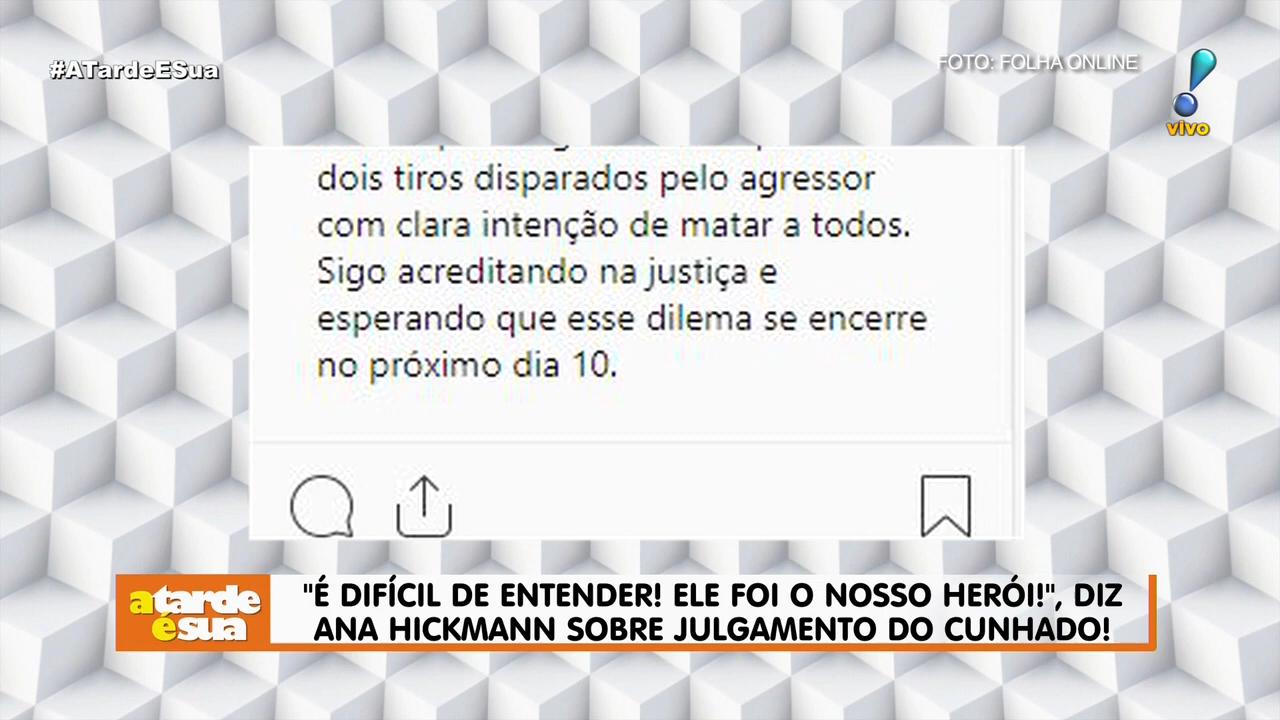 #ATardeESua
FOTO: FOLHA ONLINE
vivo
dois tiros disparados pelo agressor
com clara intenção de matar a todos.
Sigo acreditando na justiça e
esperando que esse dilema se encerre
no próximo dia 10.
a tarde
é sua
"É DIFÍCIL DE ENTENDER! ELE FOI O NOSSO HERÓI!", DIZ
ANA HICKMANN SOBRE JULGAMENTO DO CUNHADO!